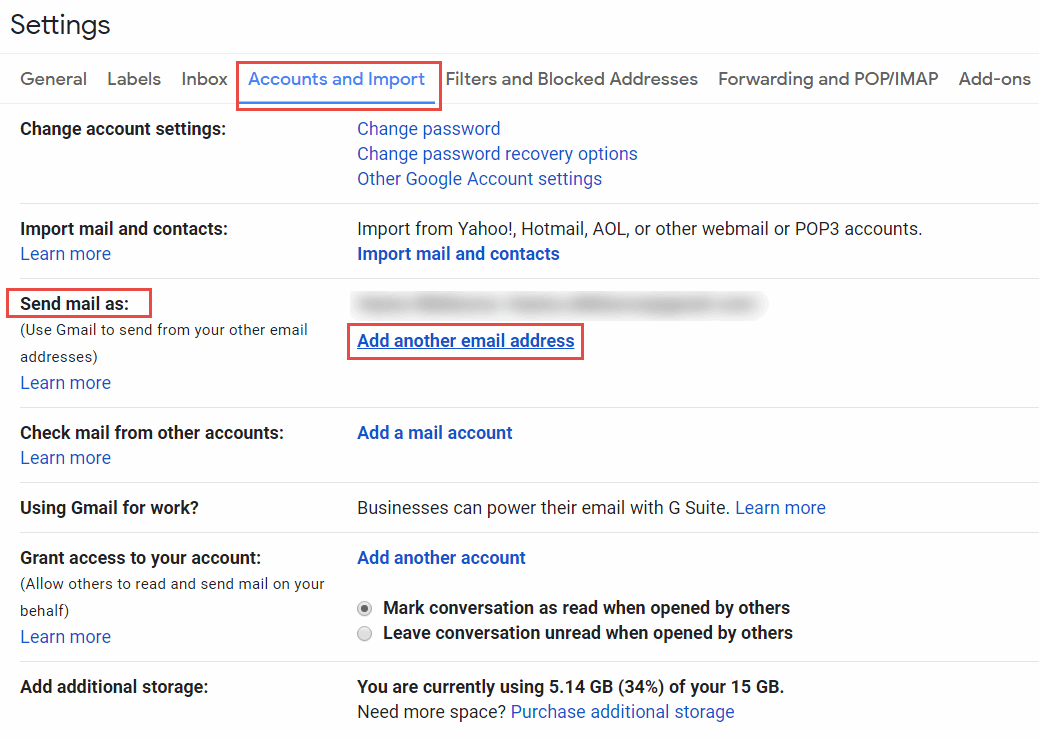 Settings
General Labels Inbox Accounts and Import Filters and Blocked Addresses Forwarding and POP/IMAP Add-ons
Change account settings: Change password
Change password recovery options
Other Google Account settings
Import mail and contacts: Import from Yahoo!, Hotmail, AOL, or other webmail or POP3 accounts.
Learn more Import mail and contacts
Send mail as:
(Use Gmail to send from your other email
addresses)
Learn more
Add another email address
Check mail from other accounts: Add a mail account
Learn more
Using Gmail for work? Businesses can power their email with G Suite. Learn more
Grant access to your account: Add another account
(Allow others to read and send mail on your
behalf)
Learn more
Mark conversation as read when opened by others
Leave conversation unread when opened by others
Add additional storage: You are currently using 5.14 GB (34%) of your 15 GB.
Need more space? Purchase additional storage